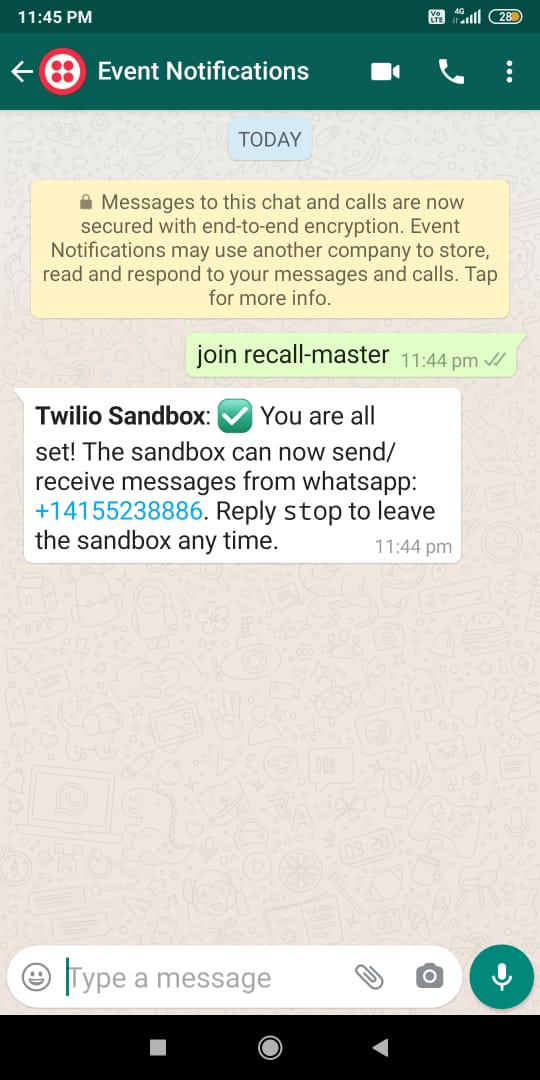 11:45 PM
Vo LTE 4G 28
Event Notifications
TODAY
Messages to this chat and calls are now
secured with end-to-end encryption. Event
Notifications may use another company to store,
read and respond to your messages and calls. Tap
for more info.
join recall-master 11:44 pm
Twilio Sandbox: ✅ You are all
set! The sandbox can now send/
receive messages from whatsapp:
+14155238886. Reply stop to leave
the sandbox any time. 11:44 pm
Hi
09:28
Type a message